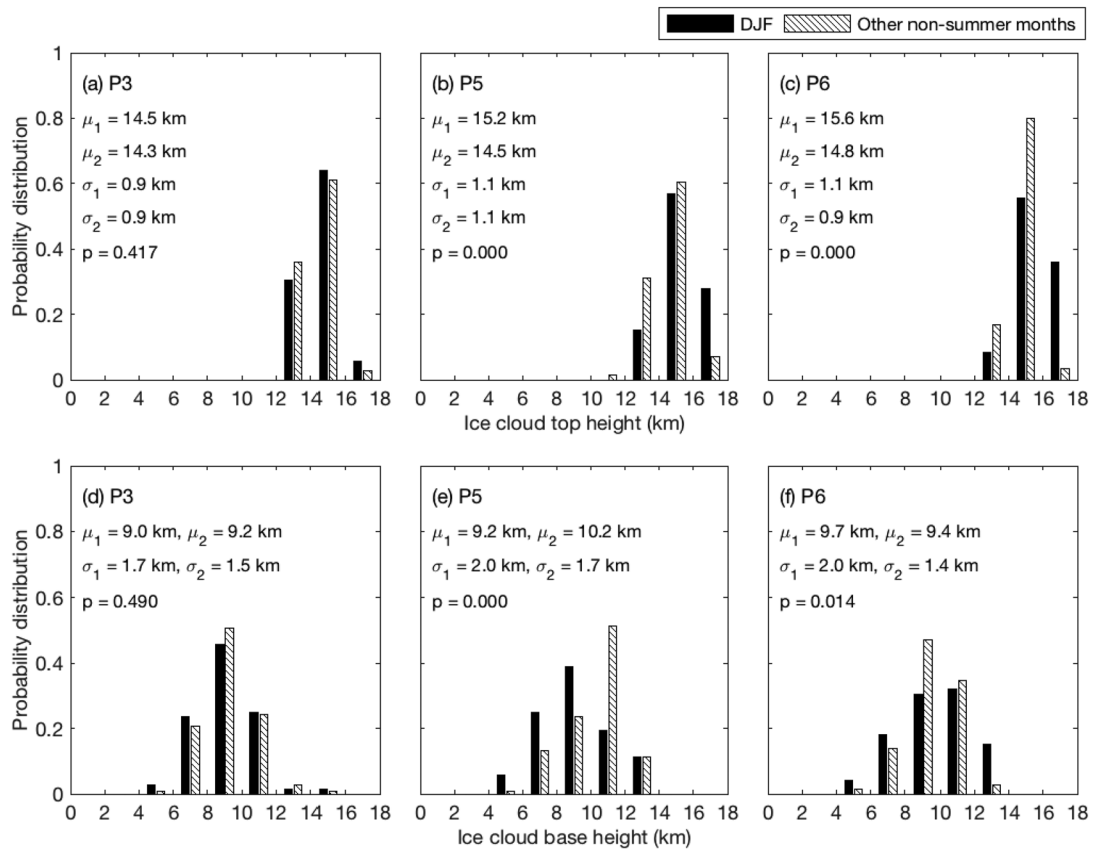 DJF Other non-summer months
1
0.8
0.6
0.4
0.2
0
Probability distribution
(a) P3
μ1 = 14.5 km
μ2 = 14.3 km
σ1 = 0.9 km
σ2 = 0.9 km
p = 0.417
0 2 4 6 8 10 12 14 16 18
(b) P5
μ1 = 15.2 km
μ2 = 14.5 km
σ1 = 1.1 km
σ2 = 1.1 km
p = 0.000
0 2 4 6 8 10 12 14 16 18
(c) P6
μ1 = 15.6 km
μ2 = 14.8 km
σ1 = 1.1 km
σ2 = 0.9 km
p = 0.000
0 2 4 6 8 10 12 14 16 18
Ice cloud top height (km)
1
0.8
0.6
0.4
0.2
0
Probability distribution
(d) P3
μ1 = 9.0 km, μ2 = 9.2 km
σ1 = 1.7 km, σ2 = 1.5 km
p = 0.490
0 2 4 6 8 10 12 14 16 18
(e) P5
μ1 = 9.2 km, μ2 = 10.2 km
σ1 = 2.0 km, σ2 = 1.7 km
p = 0.000
0 2 4 6 8 10 12 14 16 18
(f) P6
μ1 = 9.7 km, μ2 = 9.4 km
σ1 = 2.0 km, σ2 = 1.4 km
p = 0.014
0 2 4 6 8 10 12 14 16 18
Ice cloud base height (km)